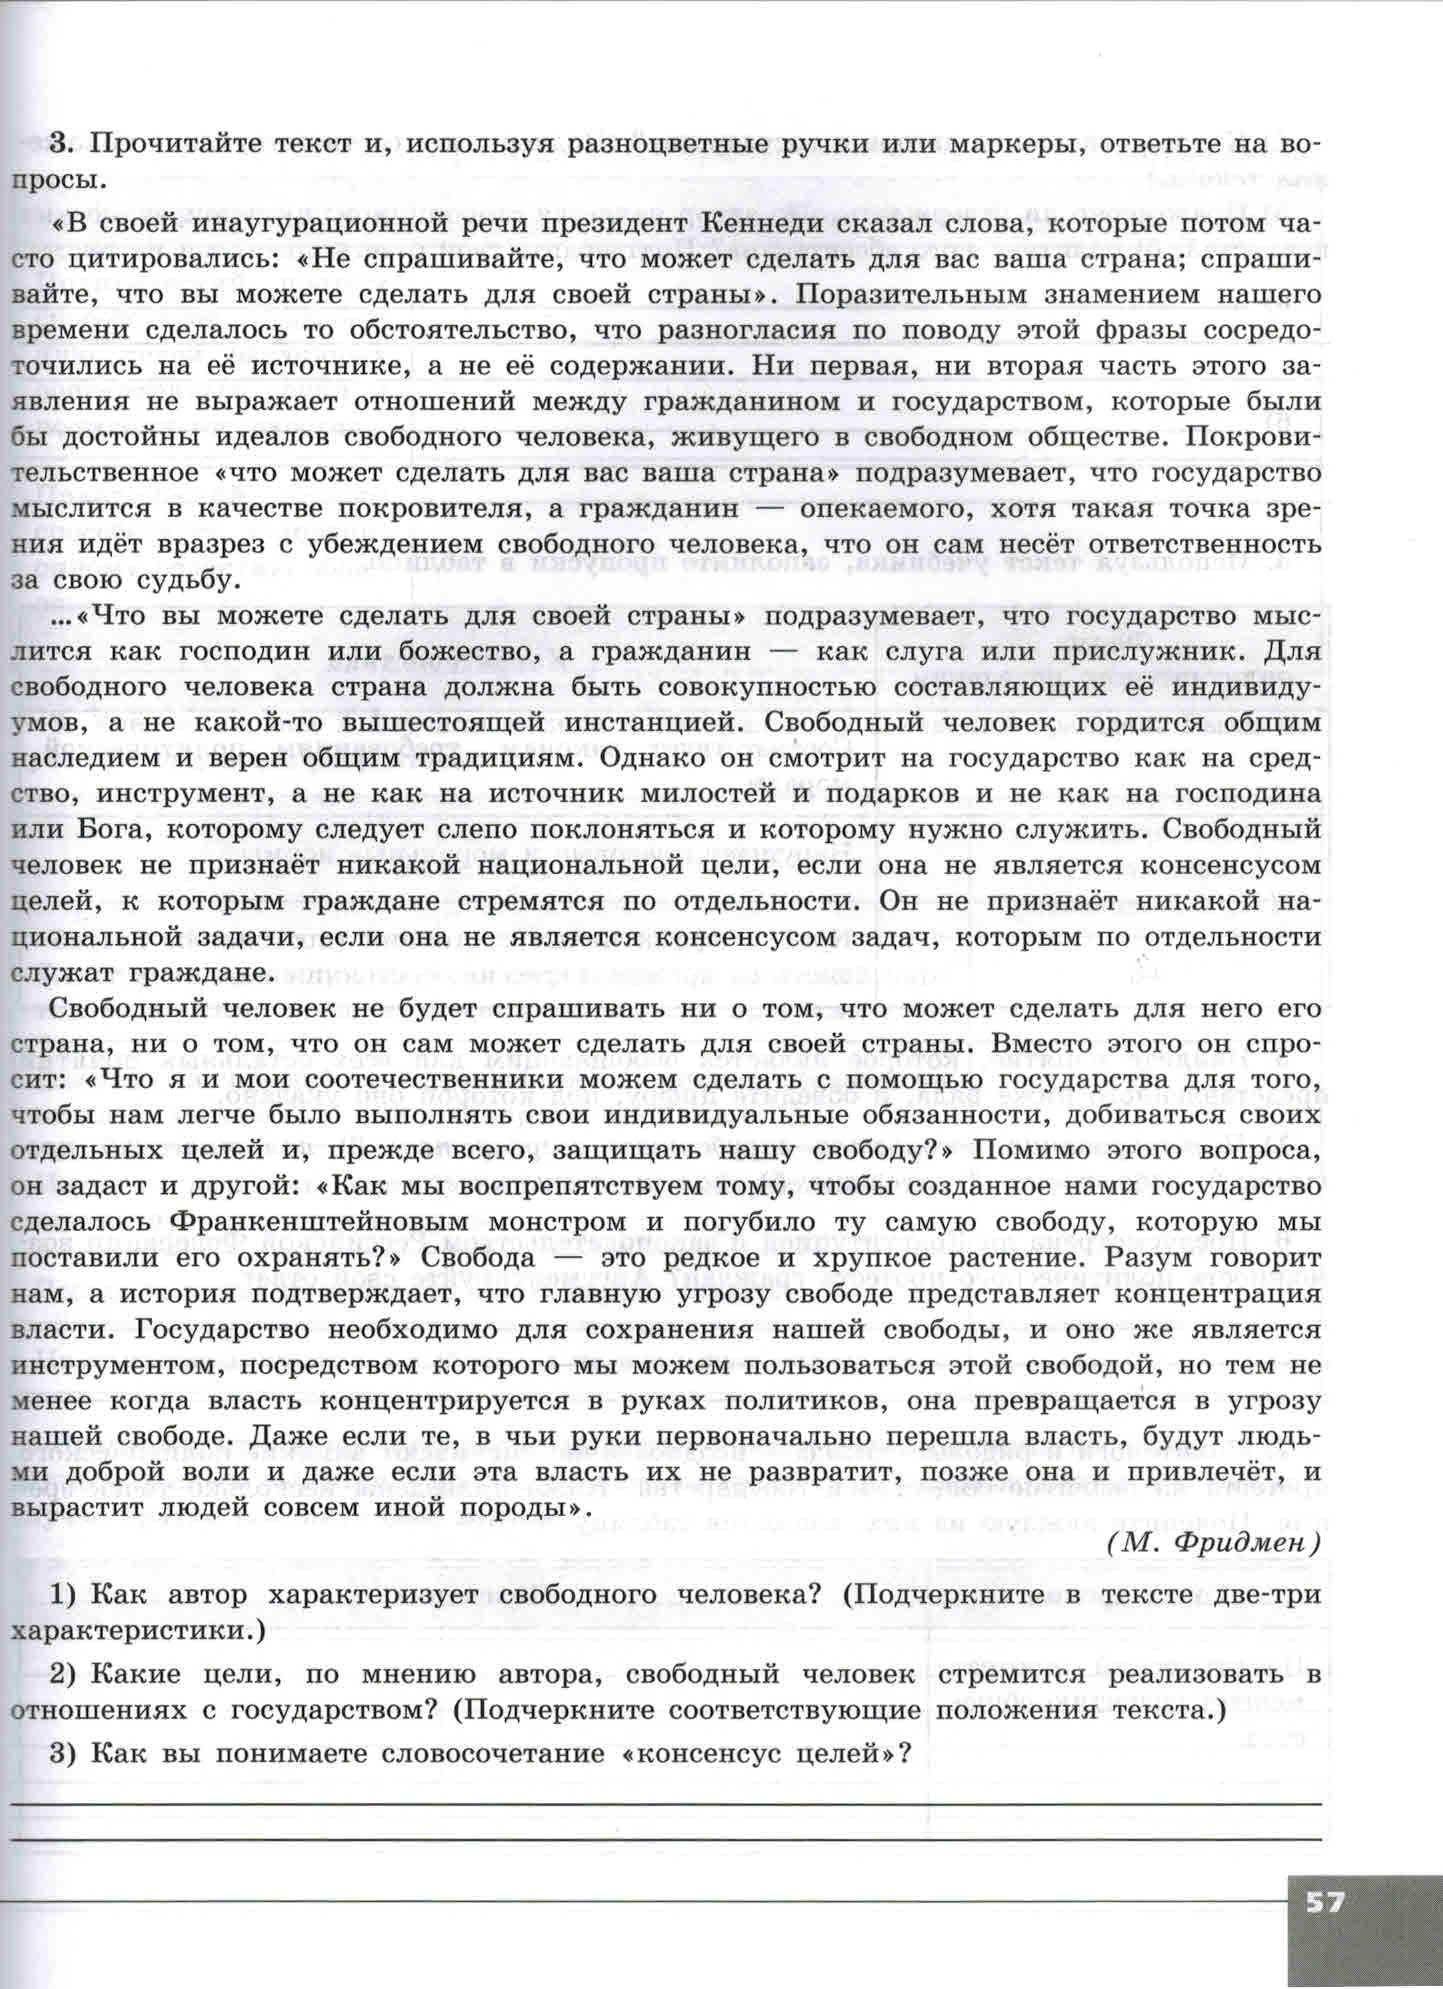 3. Прочитайте текст и, используя разноцветные ручки или маркеры, ответьте на во-
просы.
«В своей инаугурационной речи президент Кеннеди сказал слова, которые потом ча-
сто цитировались: «Не спрашивайте, что может сделать для вас ваша страна; спраши-
вайте, что вы можете сделать для своей страны». Поразительным знамением нашего
времени сделалось то обстоятельство, что разногласия по поводу этой фразы сосредо-
точились на её источнике, а не её содержании. Ни первая, ни вторая часть этого за-
явления не выражает отношений между гражданином и государством, которые были
бы достойны идеалов свободного человека, живущего в свободном обществе. Покрови-
тельственное «что может сделать для вас ваша страна» подразумевает, что государство
мыслится в качестве покровителя, а гражданин — опекаемого, хотя такая точка зре-
ния идёт вразрез с убеждением свободного человека, что он сам несёт ответственность
за свою судьбу.
...«Что вы можете сделать для своей страны» подразумевает, что государство мыс-
лится как господин или божество, а гражданин — как слуга или прислужник. Для
свободного человека страна должна быть совокупностью составляющих её индивиду-
умов, а не какой-то вышестоящей инстанцией. Свободный человек гордится общим
наследием и верен общим традициям. Однако он смотрит на государство как на сред-
ство, инструмент, а не как на источник милостей и подарков и не как на господина
или Бога, которому следует слепо поклоняться и которому нужно служить. Свободный
человек не признаёт никакой национальной цели, если она не является консенсусом
целей, к которым граждане стремятся по отдельности. Он не признаёт никакой на-
циональной задачи, если она не является консенсусом задач, которым по отдельности
служат граждане.
Свободный человек не будет спрашивать ни о том, что может сделать для него его
страна, ни о том, что он сам может сделать для своей страны. Вместо этого он спро-
сит: «Что я и мои соотечественники можем сделать с помощью государства для того,
чтобы нам легче было выполнять свои индивидуальные обязанности, добиваться своих
отдельных целей и, прежде всего, защищать нашу свободу?» Помимо этого вопроса,
он задаст и другой: «Как мы воспрепятствуем тому, чтобы созданное нами государство
сделалось Франкенштейновым монстром и погубило ту самую свободу, которую мы
поставили его охранять?» Свобода — это редкое и хрупкое растение. Разум говорит
нам, а история подтверждает, что главную угрозу свободе представляет концентрация
власти. Государство необходимо для сохранения нашей свободы, и оно же является
инструментом, посредством которого мы можем пользоваться этой свободой, но тем не
менее когда власть концентрируется в руках политиков, она превращается в угрозу
нашей свободе. Даже если те, в чьи руки первоначально перешла власть, будут людь-
ми доброй воли и даже если эта власть их не развратит, позже она и привлечёт, и
вырастит людей совсем иной породы».
(М. Фридмен)
1) Как автор характеризует свободного человека? (Подчеркните в тексте две-три
характеристики.)
2) Какие цели, по мнению автора, свободный человек стремится реализовать в
отношениях с государством? (Подчеркните соответствующие положения текста.)
3) Как вы понимаете словосочетание «консенсус целей»?
57